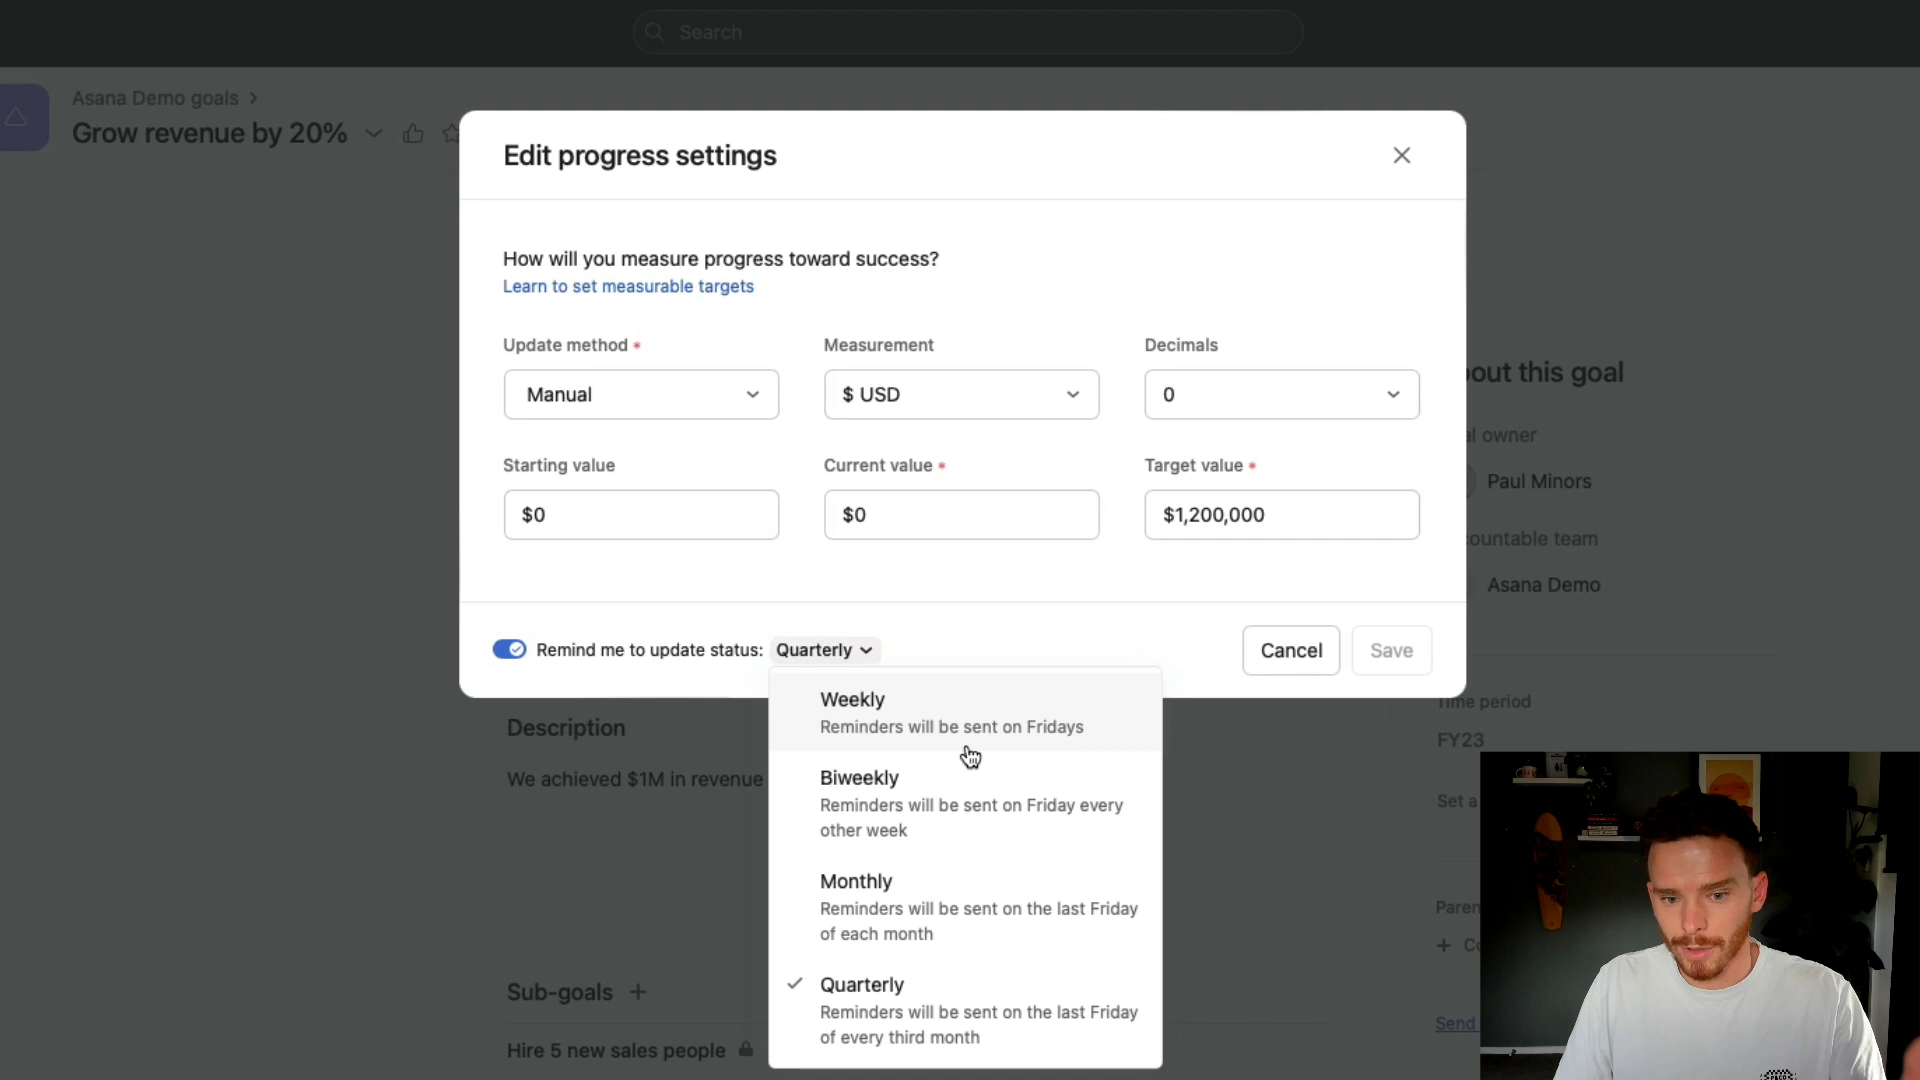 Search
Asana Demo goals
Grow revenue by 20%
Edit progress settings
How will you measure progress toward success?
Learn to set measurable targets
Update method *
Measurement
Decimals
Manual
$ USD
0
Starting value
Current value *
Target value *
$0
$0
$1,200,000
out this goal
owner
Paul Minors
ountable team
Asana Demo
Remind me to update status: Quarterly
Cancel
Save
Weekly
Reminders will be sent on Fridays
Biweekly
Reminders will be sent on Friday every
other week
Monthly
Reminders will be sent on the last Friday
of each month
Quarterly
Reminders will be sent on the last Friday
of every third month
Description
We achieved $1M in revenue
Sub-goals +
Hire 5 new sales people
Time period
FY23
Set a
Paren
+ Co
Send